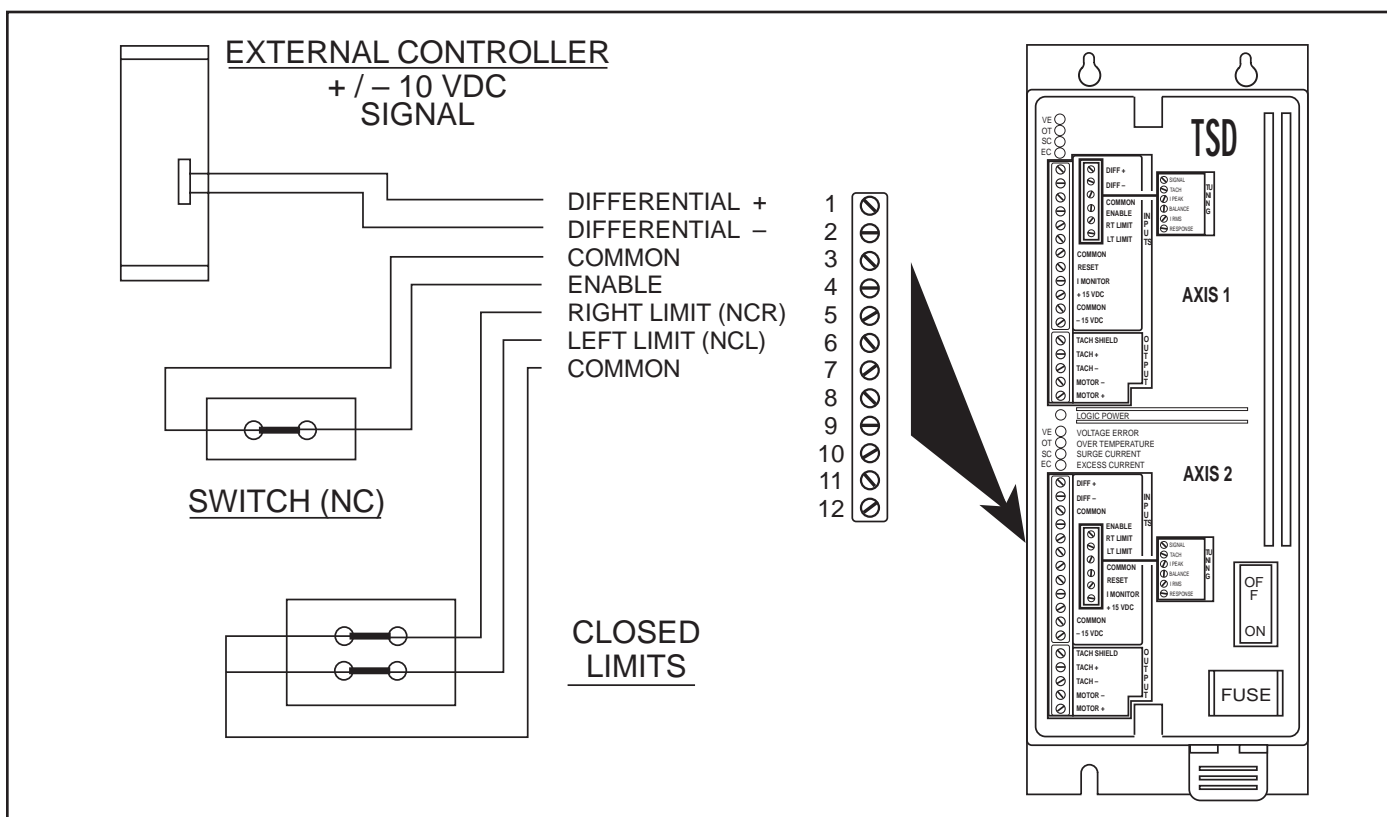 EXTERNAL CONTROLLER
+ / – 10 VDC
SIGNAL
DIFFERENTIAL +
DIFFERENTIAL –
COMMON
ENABLE
RIGHT LIMIT (NCR)
LEFT LIMIT (NCL)
COMMON
1
2
3
4
5
6
7
8
9
10
11
12
SWITCH (NC)
CLOSED
LIMITS
TSD
VE
OT
SC
EC
DIFF +
DIFF –
COMMON
ENABLE
RT LIMIT
LT LIMIT
COMMON
RESET
I MONITOR
+ 15 VDC
COMMON
– 15 VDC
INPUTS
SIGNAL
TACH
I PEAK
BALANCE
I RMS
RESPONSE
TUNING
AXIS 1
TACH SHIELD
TACH +
TACH –
MOTOR –
MOTOR +
OUTPUT
LOGIC POWER
VE VOLTAGE ERROR
OT OVER TEMPERATURE
SC SURGE CURRENT
EC EXCESS CURRENT
AXIS 2
DIFF +
DIFF –
COMMON
ENABLE
RT LIMIT
LT LIMIT
COMMON
RESET
I MONITOR
+ 15 VDC
COMMON
– 15 VDC
INPUTS
SIGNAL
TACH
I PEAK
BALANCE
I RMS
RESPONSE
TUNING
TACH SHIELD
TACH +
TACH –
MOTOR –
MOTOR +
OUTPUT
OF
F
ON
FUSE